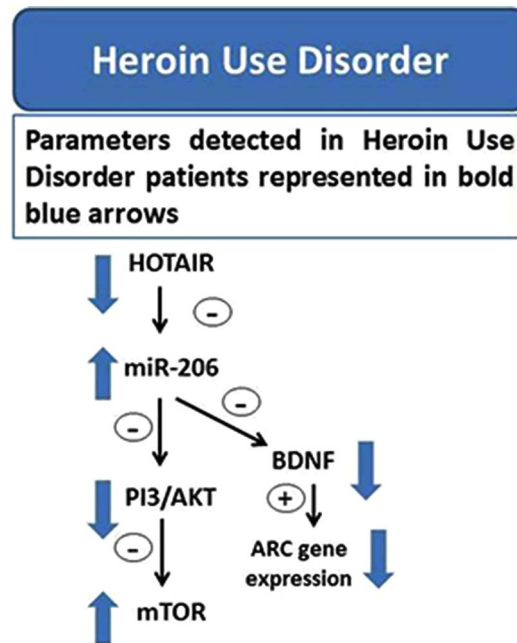 Heroin Use Disorder
Parameters detected in Heroin Use
Disorder patients represented in bold
blue arrows
HOTAIR
-
miR-206
-
-
BDNF
PI3/AKT
+
-
ARC gene
expression
mTOR